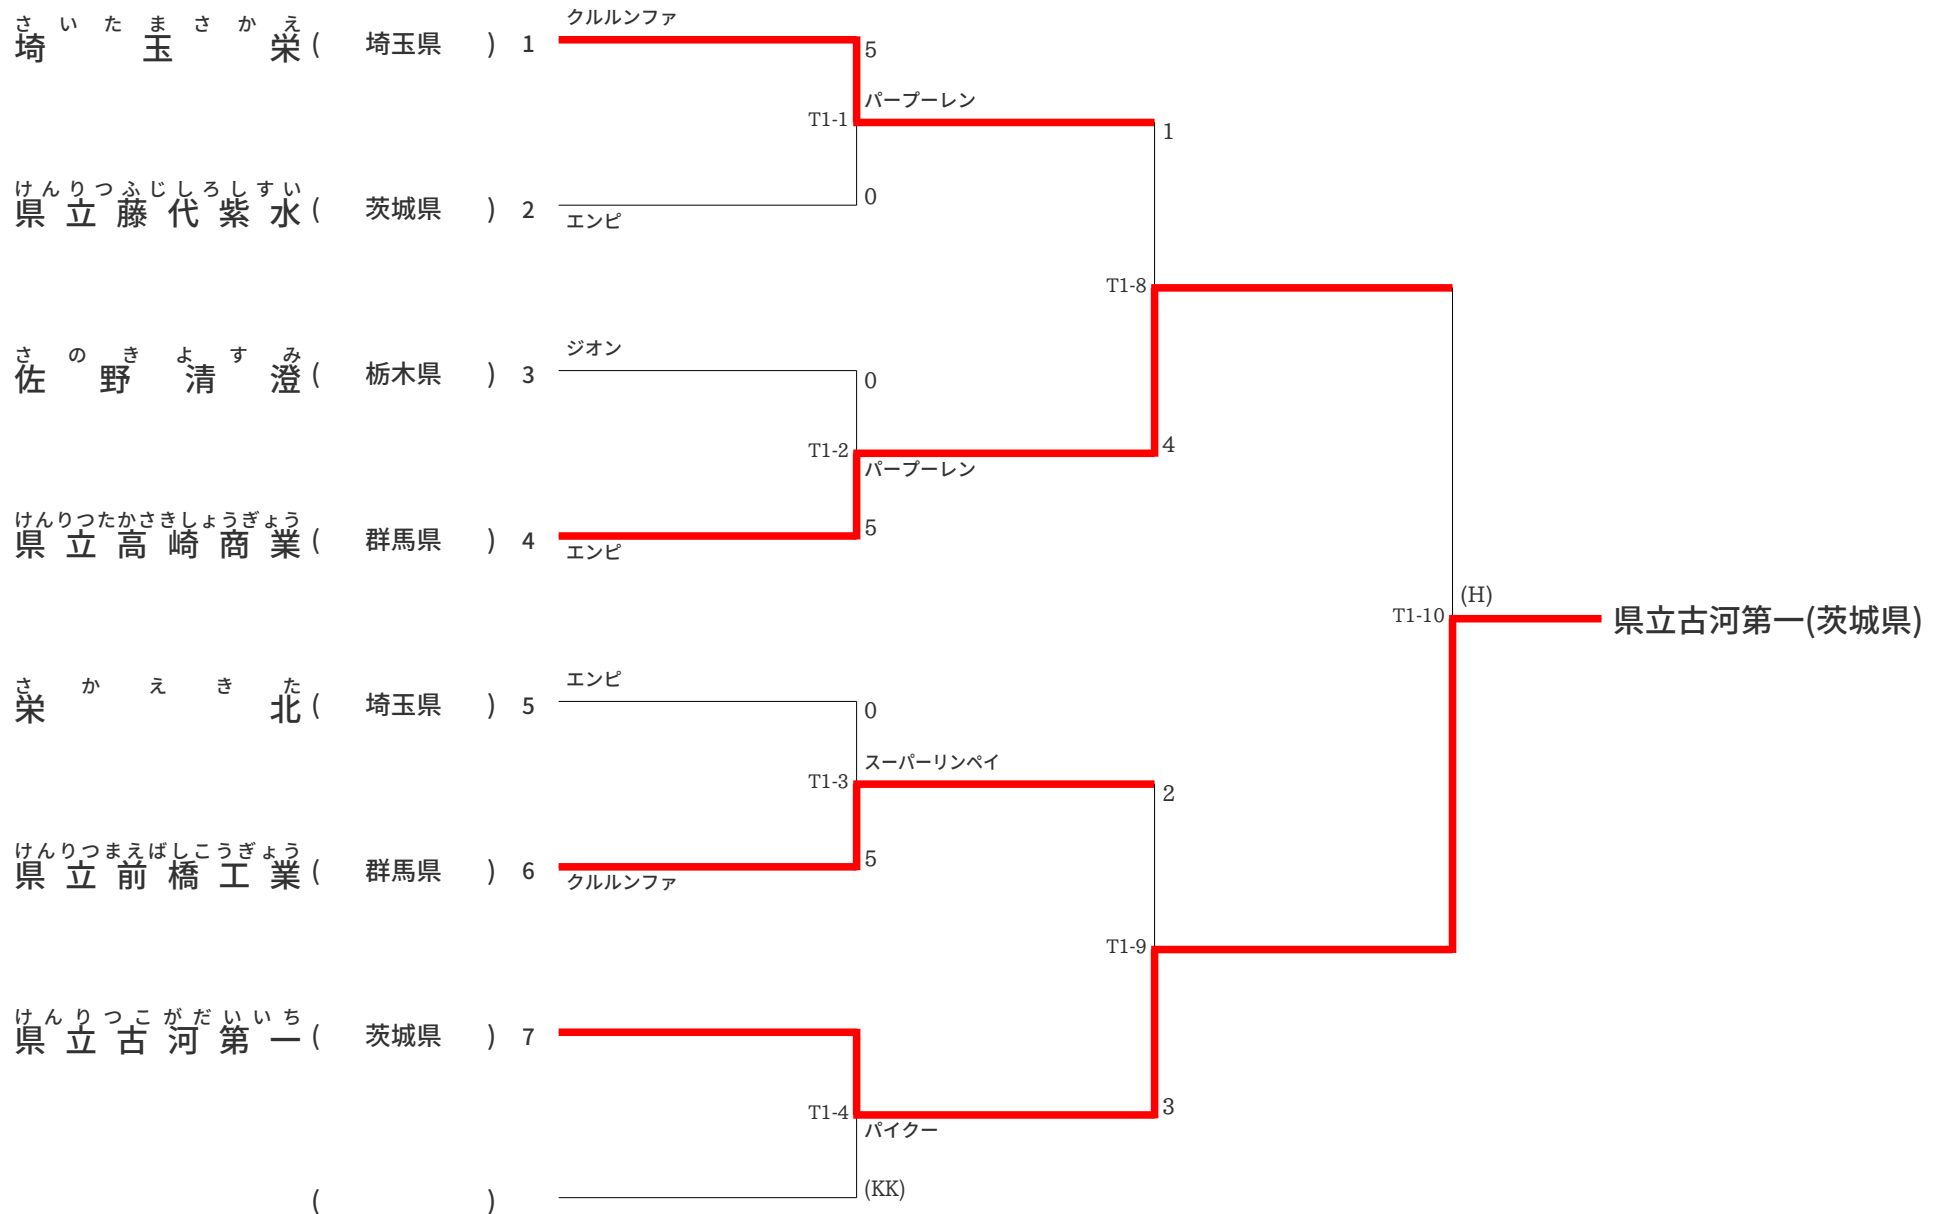 さいたまさかえ
埼玉栄 ( 埼玉県 ) 1
クルルンファ
5
T1-1
パープーレン
1
けんりつふじしろしすい
県立藤代紫水 ( 茨城県 ) 2
エンピ
0
T1-8
さのきよすみ
佐野清澄 ( 栃木県 ) 3
ジオン
0
T1-2
パープーレン
4
けんりつたかさきしょうぎょう
県立高崎商業 ( 群馬県 ) 4
エンピ
5
T1-10
(H)
県立古河第一(茨城県)
さかえきた
栄北 ( 埼玉県 ) 5
エンピ
0
T1-3
スーパーリンペイ
2
けんりつまえばしこうぎょう
県立前橋工業 ( 群馬県 ) 6
クルルンファ
5
T1-9
けんりつこがだいいち
県立古河第一 ( 茨城県 ) 7
T1-4
パイクー
3
( )
(KK)